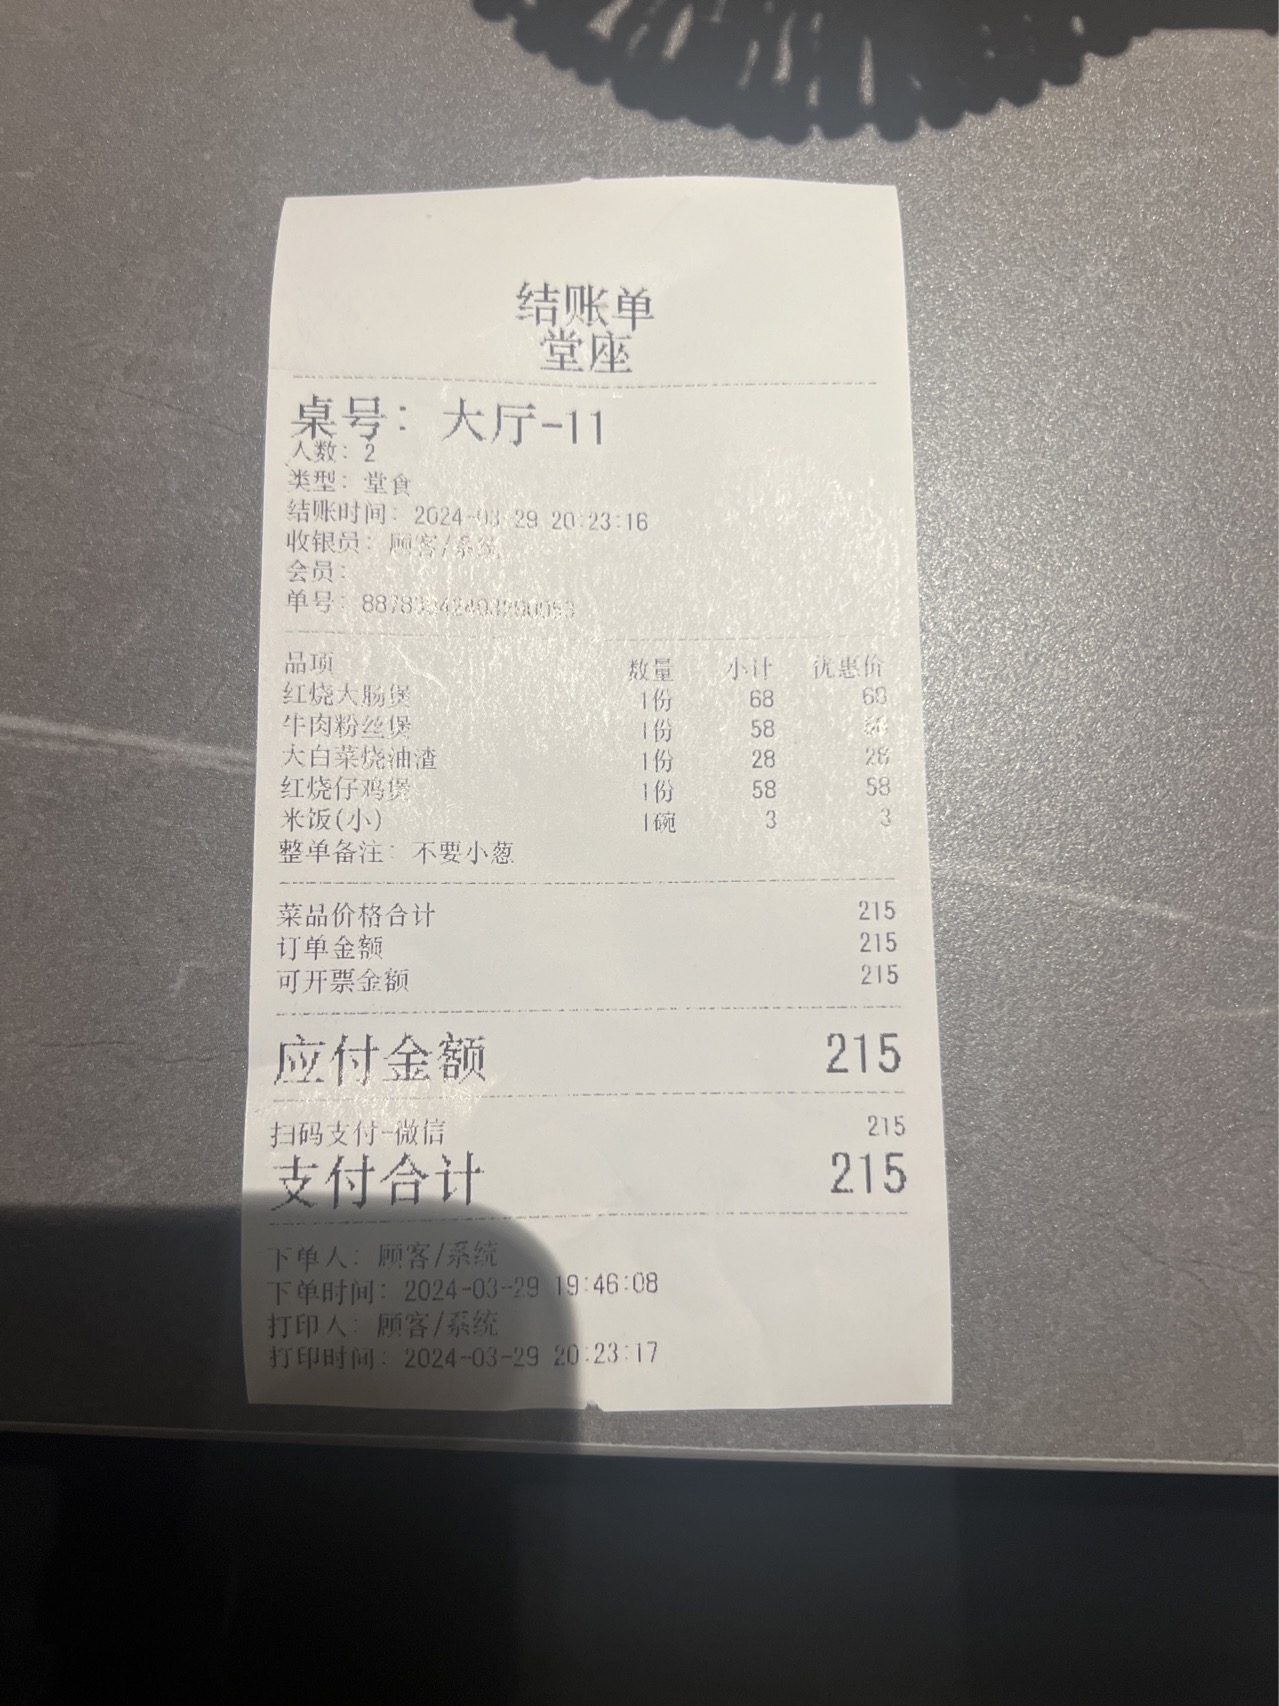 结账单
堂座
桌号: 大厅-11
人数: 2
类型: 堂食
结账时间: 2024-03-29 20:23:16
收银员: 顾客/系统
会员:
单号:
品项 数量 小计 优惠价
红烧大肠煲 1份 68 68
牛肉粉丝煲 1份 58 58
大白菜烧油渣 1份 28 28
红烧仔鸡煲 1份 58 58
米饭(小) 1碗 3 3
整单备注: 不要小葱
菜品价格合计 215
订单金额 215
可开票金额 215
应付金额 215
扫码支付-微信 215
支付合计 215
下单人: 顾客/系统
下单时间: 2024-03-29 19:46:08
打印人: 顾客/系统
打印时间: 2024-03-29 20:23:17